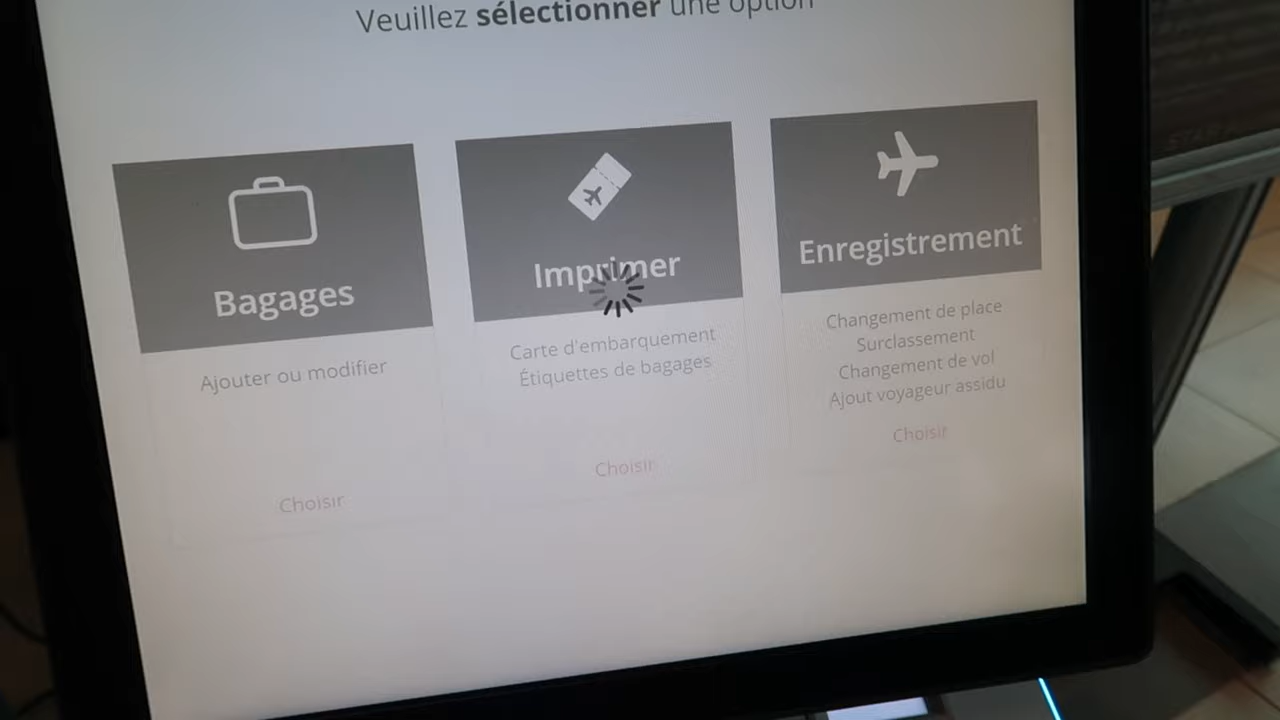 Veuillez sélectionner une option
Bagages
Ajouter ou modifier
Choisir
Imprimer
Carte d'embarquement
Étiquettes de bagages
Choisir
Enregistrement
Changement de place
Surclassement
Changement de vol
Ajout voyageur assidu
Choisir